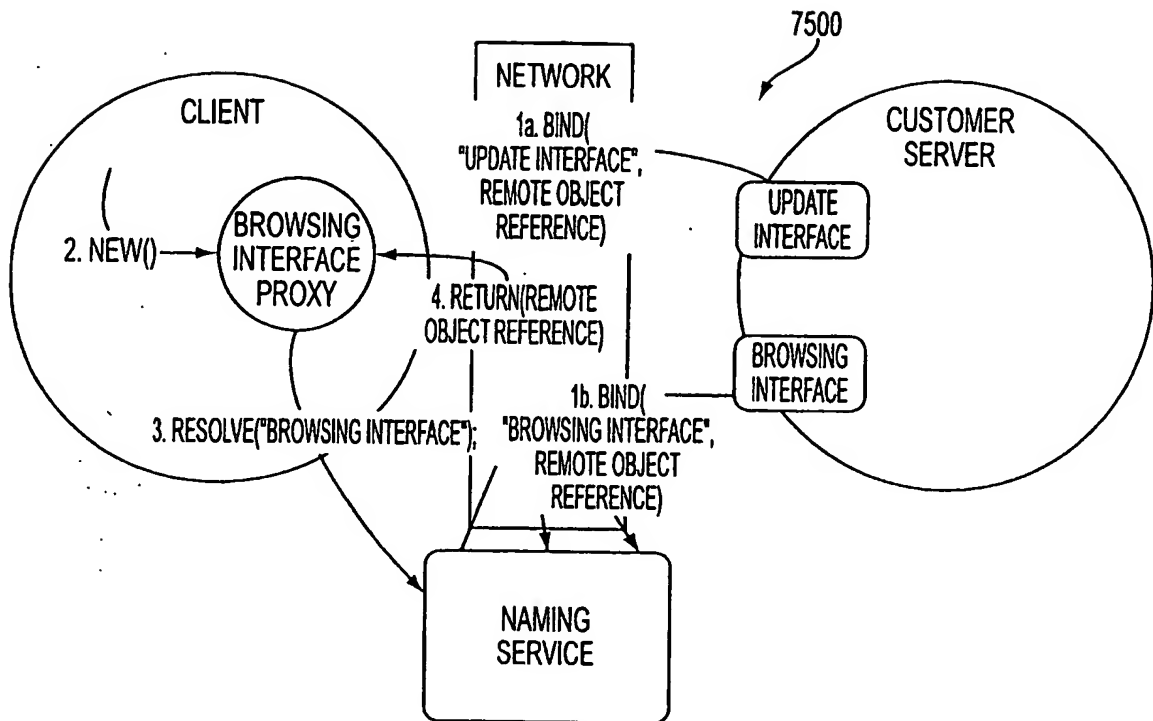 7500
NETWORK
CLIENT
1a. BIND(
"UPDATE INTERFACE",
REMOTE OBJECT
REFERENCE)
CUSTOMER
SERVER
UPDATE
INTERFACE
2. NEW()
BROWSING
INTERFACE
PROXY
4. RETURN(REMOTE
OBJECT REFERENCE)
BROWSING
INTERFACE
3. RESOLVE("BROWSING INTERFACE");
1b. BIND(
"BROWSING INTERFACE",
REMOTE OBJECT
REFERENCE)
NAMING
SERVICE